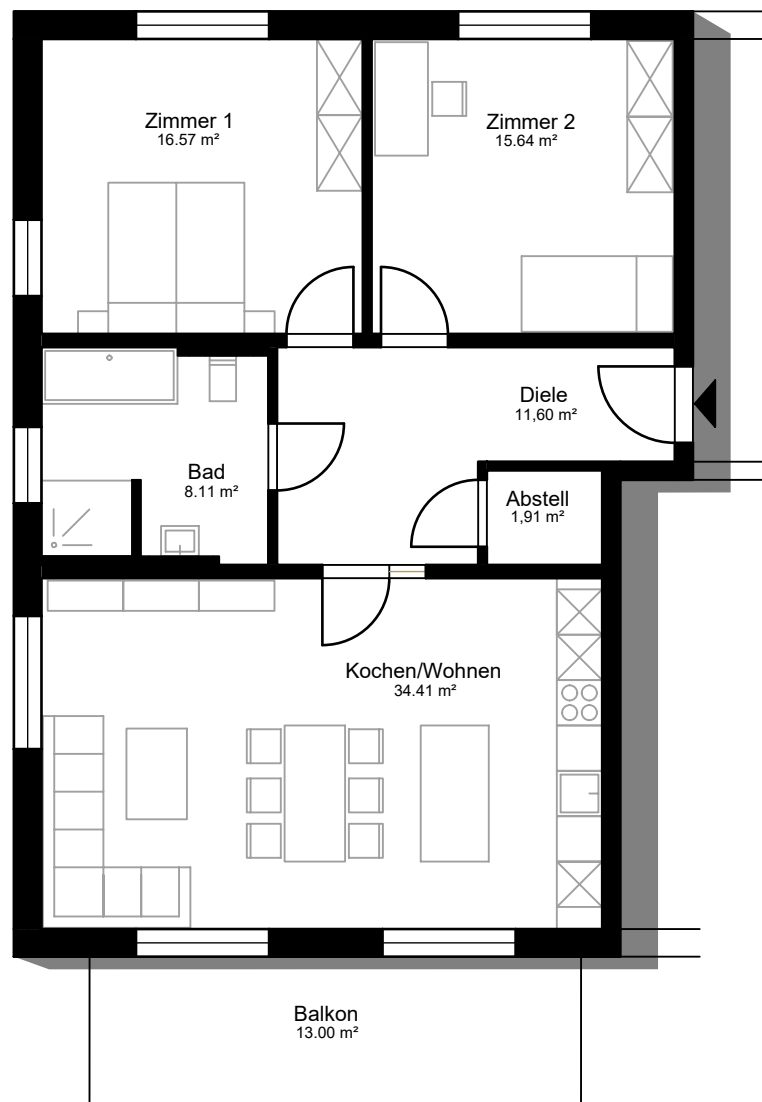 Zimmer 1
16.57 m²
Zimmer 2
15.64 m²
Diele
11,60 m²
Bad
8.11 m²
Abstell
1,91 m²
Kochen/Wohnen
34.41 m²
Balkon
13.00 m²